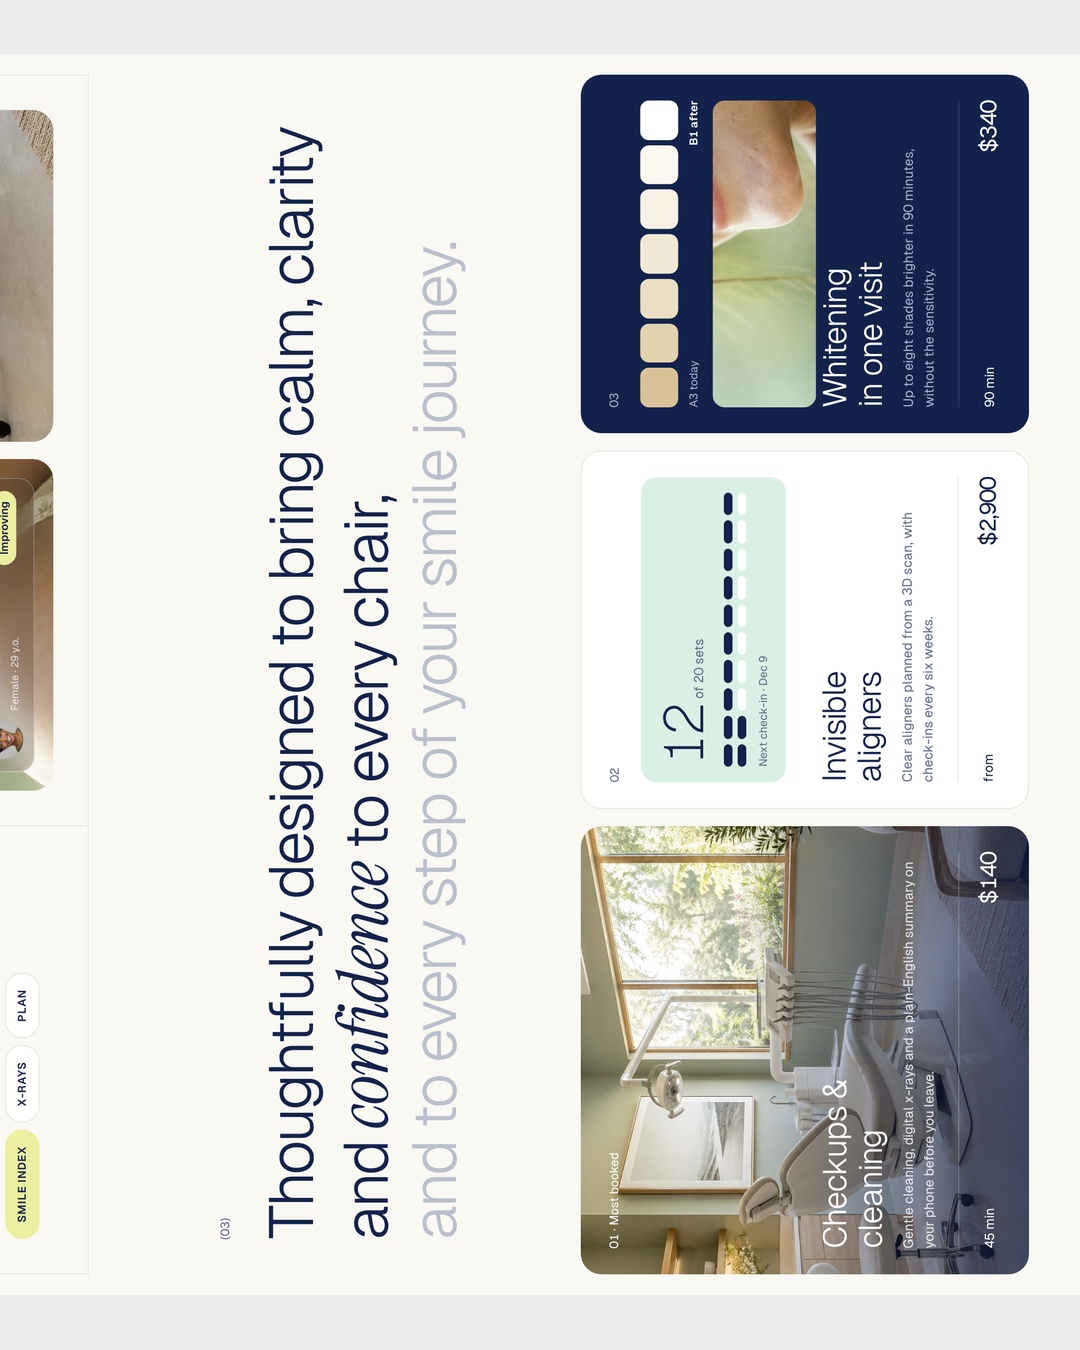 Improving
Female · 29 y.o.
SMILE INDEX
X-RAYS
PLAN
(03)
Thoughtfully designed to bring calm, clarity
and confidence to every chair,
and to every step of your smile journey.
01 · Most booked
Checkups &
cleaning
Gentle cleaning, digital x-rays and a plain-English summary on
your phone before you leave.
45 min
$140
02
12 of 20 sets
Next check-in · Dec 9
Invisible
aligners
Clear aligners planned from a 3D scan, with
check-ins every six weeks.
from
$2,900
03
A3 today
B1 after
Whitening
in one visit
Up to eight shades brighter in 90 minutes,
without the sensitivity.
90 min
$340